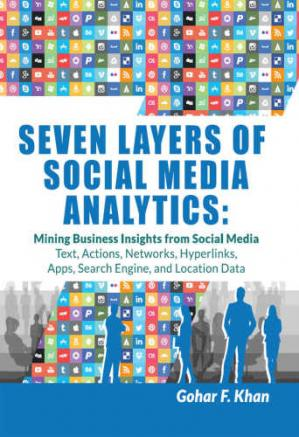 SEVEN LAYERS OF
SOCIAL MEDIA
ANALYTICS:
Mining Business Insights from Social Media
Text, Actions, Networks, Hyperlinks,
Apps, Search Engine, and Location Data
Gohar F. Khan